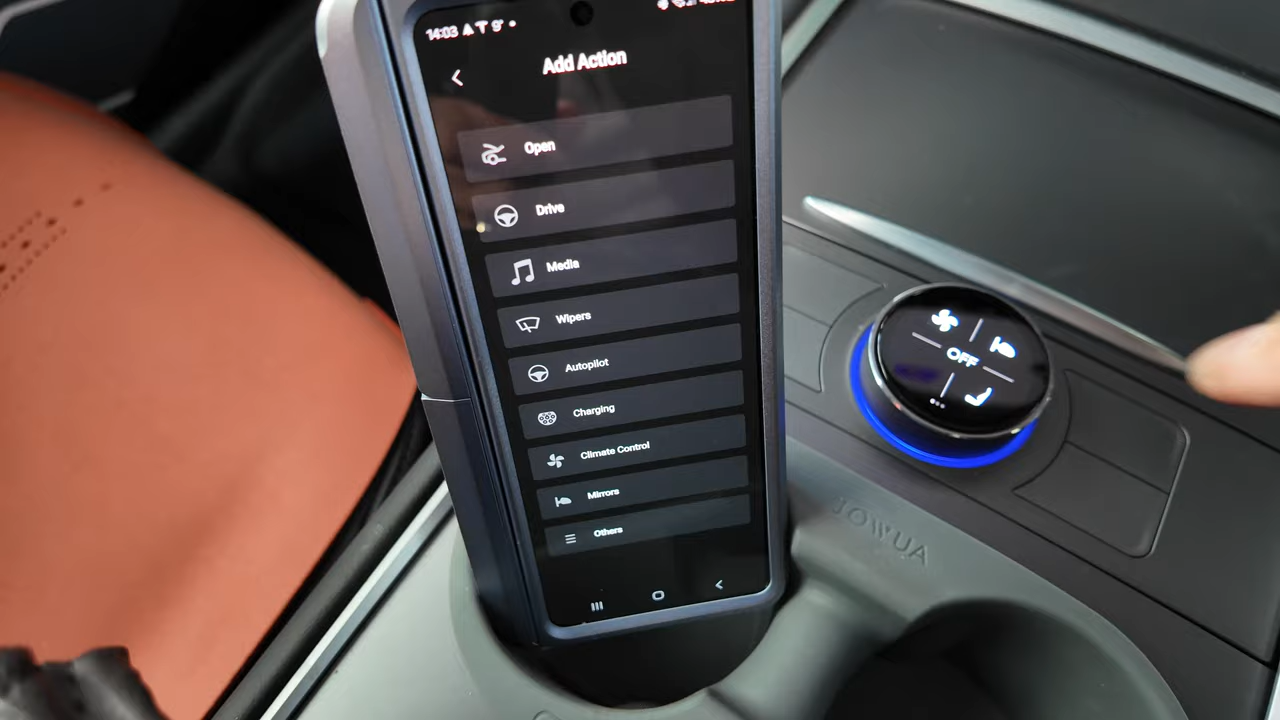 14:03
Add Action
Open
Drive
Media
Wipers
Autopilot
Charging
Climate Control
Mirrors
Others
OFF
JOWUA